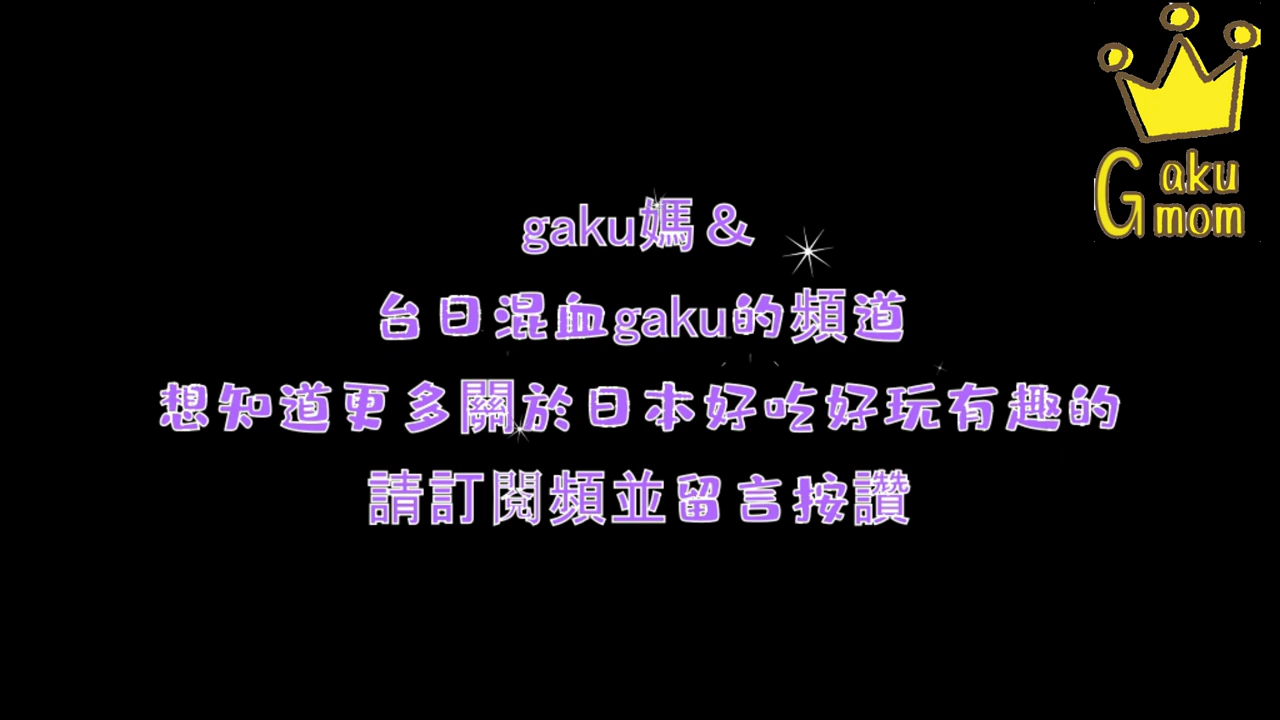 Gaku
mom
gaku媽＆
台日混血gaku的頻道
想知道更多關於日本好吃好玩有趣的
請訂閱頻並留言按讚